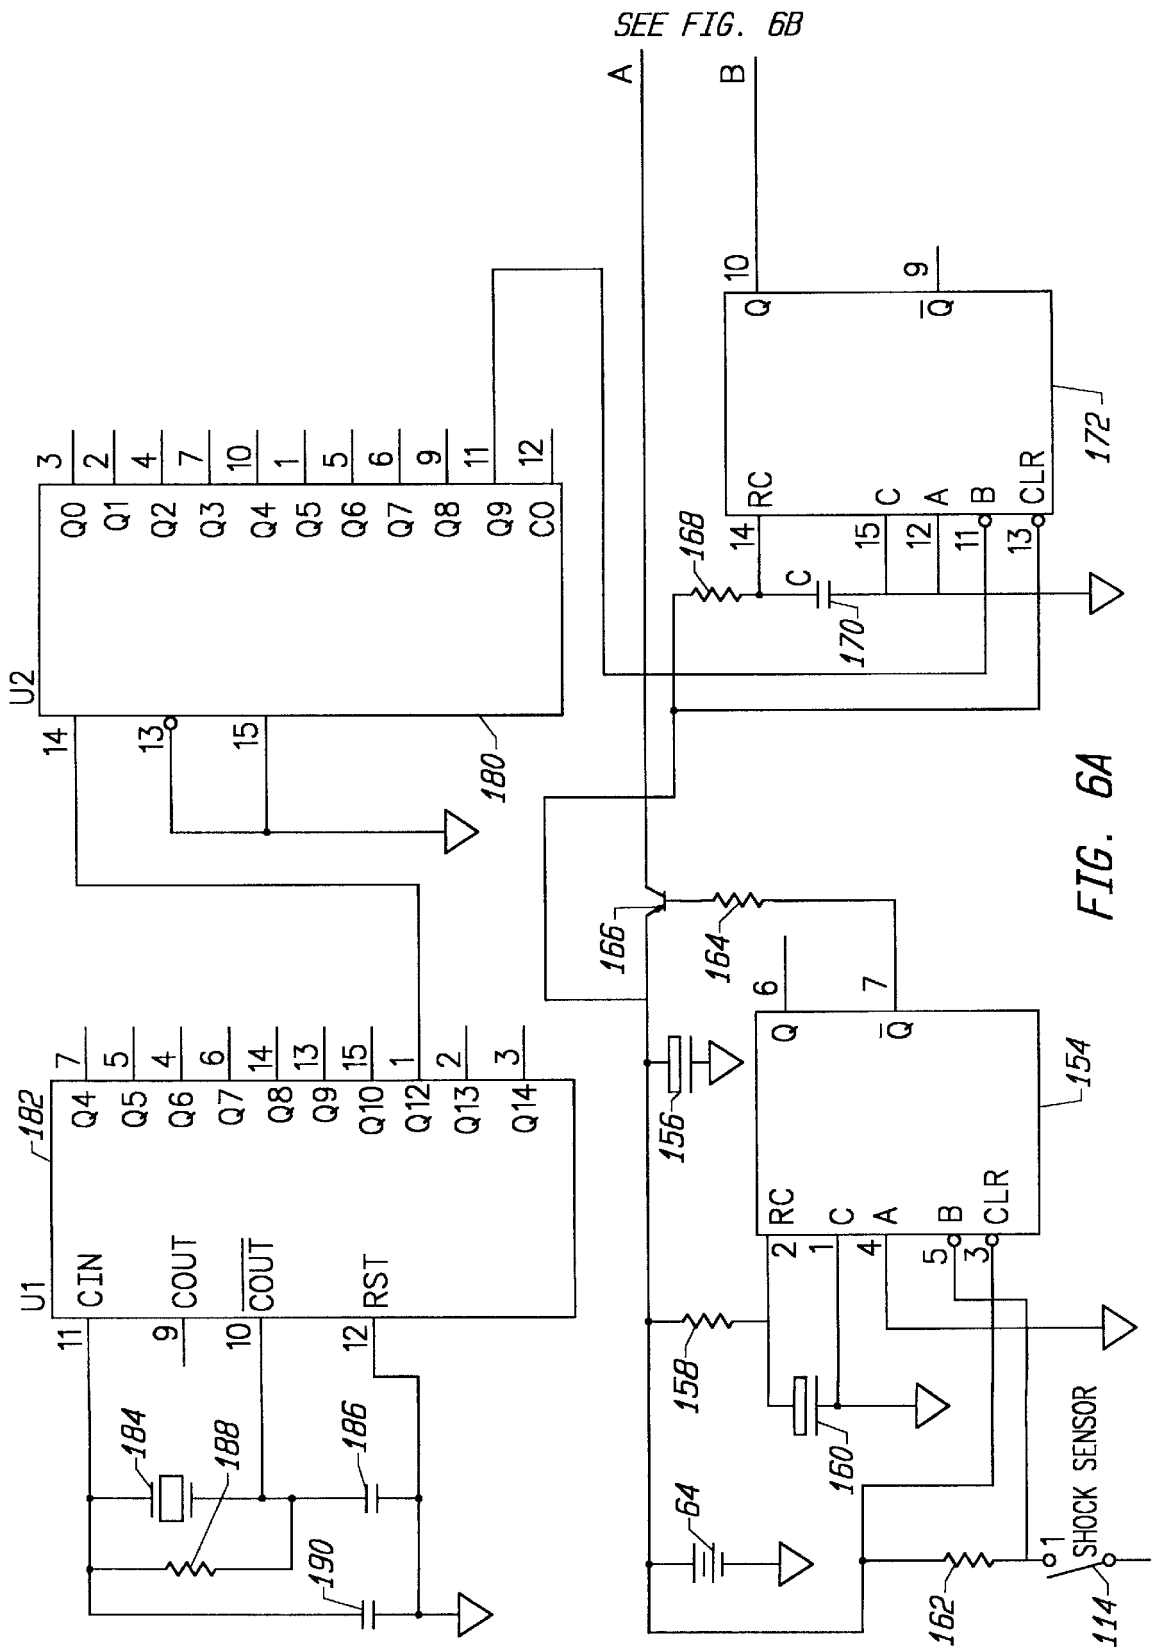 SEE FIG. 6B
A
B
U2
14
13
15
Q0 3
Q1 2
Q2 4
Q3 7
Q4 10
Q5 1
Q6 5
Q7 6
Q8 9
Q9 11
CO 12
180
U1
182
11 CIN
9 COUT
10 COUT
12 RST
Q4 7
Q5 5
Q6 4
Q7 6
Q8 14
Q9 13
Q10 15
Q12 1
Q13 2
Q14 3
184
188
186
190
168
C
170
14 RC
15 C
12 A
11 B
13 CLR
Q 10
Q 9
172
166
164
156
158
160
64
162
2 RC
1 C
4 A
5 B
3 CLR
Q 6
Q 7
154
1
SHOCK SENSOR
114
FIG. 6A